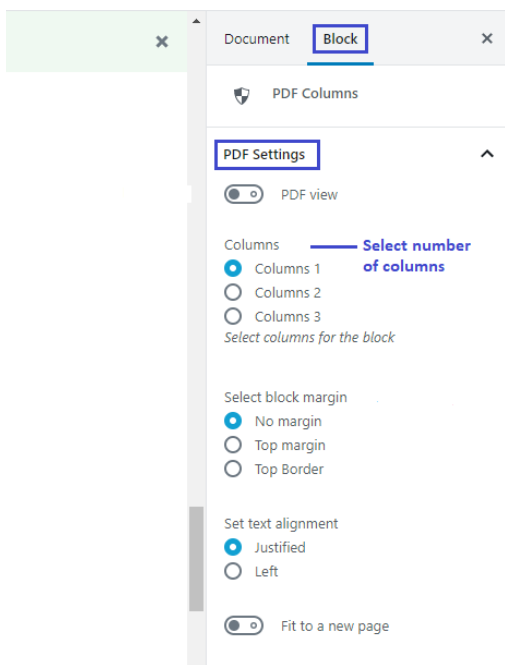 Document Block
PDF Columns
PDF Settings
PDF view
Columns
Select number
of columns
Columns 1
Columns 2
Columns 3
Select columns for the block
Select block margin
No margin
Top margin
Top Border
Set text alignment
Justified
Left
Fit to a new page